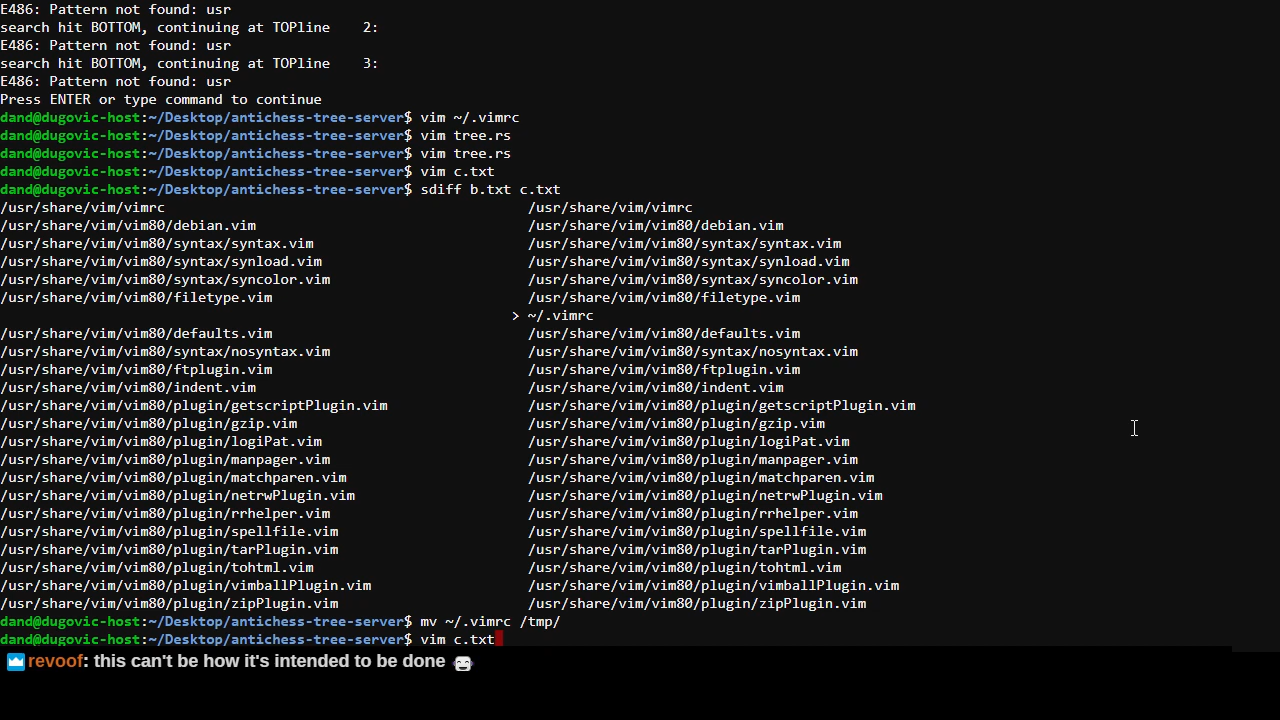 E486: Pattern not found: usr
search hit BOTTOM, continuing at TOPline    2:
E486: Pattern not found: usr
search hit BOTTOM, continuing at TOPline    3:
E486: Pattern not found: usr
Press ENTER or type command to continue
dand@dugovic-host:~/Desktop/antichess-tree-server$ vim ~/.vimrc
dand@dugovic-host:~/Desktop/antichess-tree-server$ vim tree.rs
dand@dugovic-host:~/Desktop/antichess-tree-server$ vim tree.rs
dand@dugovic-host:~/Desktop/antichess-tree-server$ vim c.txt
dand@dugovic-host:~/Desktop/antichess-tree-server$ sdiff b.txt c.txt
/usr/share/vim/vimrc /usr/share/vim/vimrc
/usr/share/vim/vim80/debian.vim /usr/share/vim/vim80/debian.vim
/usr/share/vim/vim80/syntax/syntax.vim /usr/share/vim/vim80/syntax/syntax.vim
/usr/share/vim/vim80/syntax/synload.vim /usr/share/vim/vim80/syntax/synload.vim
/usr/share/vim/vim80/syntax/syncolor.vim /usr/share/vim/vim80/syntax/syncolor.vim
/usr/share/vim/vim80/filetype.vim /usr/share/vim/vim80/filetype.vim
> ~/.vimrc
/usr/share/vim/vim80/defaults.vim /usr/share/vim/vim80/defaults.vim
/usr/share/vim/vim80/syntax/nosyntax.vim /usr/share/vim/vim80/syntax/nosyntax.vim
/usr/share/vim/vim80/ftplugin.vim /usr/share/vim/vim80/ftplugin.vim
/usr/share/vim/vim80/indent.vim /usr/share/vim/vim80/indent.vim
/usr/share/vim/vim80/plugin/getscriptPlugin.vim /usr/share/vim/vim80/plugin/getscriptPlugin.vim
/usr/share/vim/vim80/plugin/gzip.vim /usr/share/vim/vim80/plugin/gzip.vim
/usr/share/vim/vim80/plugin/logiPat.vim /usr/share/vim/vim80/plugin/logiPat.vim
/usr/share/vim/vim80/plugin/manpager.vim /usr/share/vim/vim80/plugin/manpager.vim
/usr/share/vim/vim80/plugin/matchparen.vim /usr/share/vim/vim80/plugin/matchparen.vim
/usr/share/vim/vim80/plugin/netrwPlugin.vim /usr/share/vim/vim80/plugin/netrwPlugin.vim
/usr/share/vim/vim80/plugin/rrhelper.vim /usr/share/vim/vim80/plugin/rrhelper.vim
/usr/share/vim/vim80/plugin/spellfile.vim /usr/share/vim/vim80/plugin/spellfile.vim
/usr/share/vim/vim80/plugin/tarPlugin.vim /usr/share/vim/vim80/plugin/tarPlugin.vim
/usr/share/vim/vim80/plugin/tohtml.vim /usr/share/vim/vim80/plugin/tohtml.vim
/usr/share/vim/vim80/plugin/vimballPlugin.vim /usr/share/vim/vim80/plugin/vimballPlugin.vim
/usr/share/vim/vim80/plugin/zipPlugin.vim /usr/share/vim/vim80/plugin/zipPlugin.vim
dand@dugovic-host:~/Desktop/antichess-tree-server$ mv ~/.vimrc /tmp/
dand@dugovic-host:~/Desktop/antichess-tree-server$ vim c.txt
revoof: this can't be how it's intended to be done